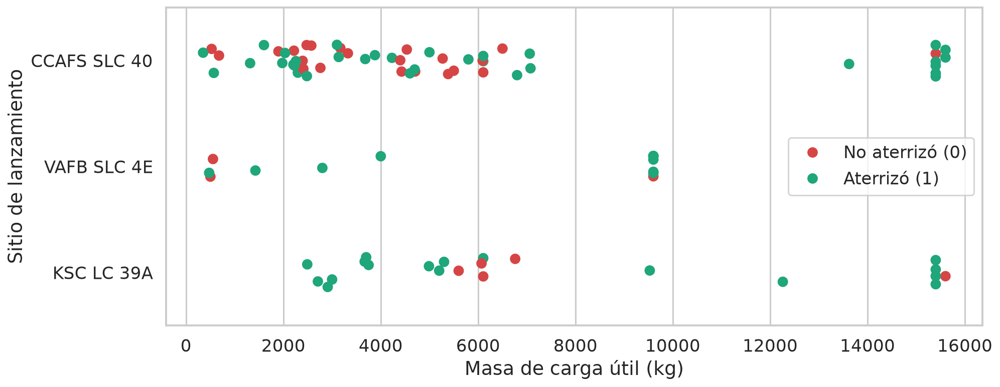 Sitio de lanzamiento
CCAFS SLC 40
VAFB SLC 4E
KSC LC 39A
No aterrizó (0)
Aterrizó (1)
0 2000 4000 6000 8000 10000 12000 14000 16000
Masa de carga útil (kg)